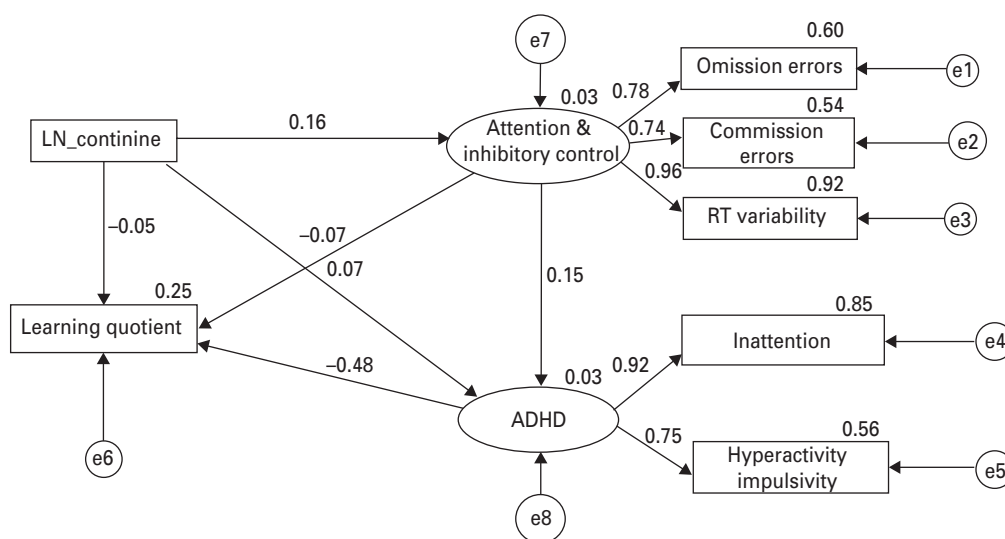 e7
0.60
Omission errors
e1
0.03
0.78
0.16
LN_continine
Attention &
inhibitory control
0.74
0.54
Commission
errors
e2
0.96
0.92
RT variability
e3
–0.05
–0.07
0.07
0.15
0.25
Learning quotient
0.85
Inattention
e4
–0.48
0.03
0.92
ADHD
0.75
0.56
Hyperactivity
impulsivity
e5
e6
e8